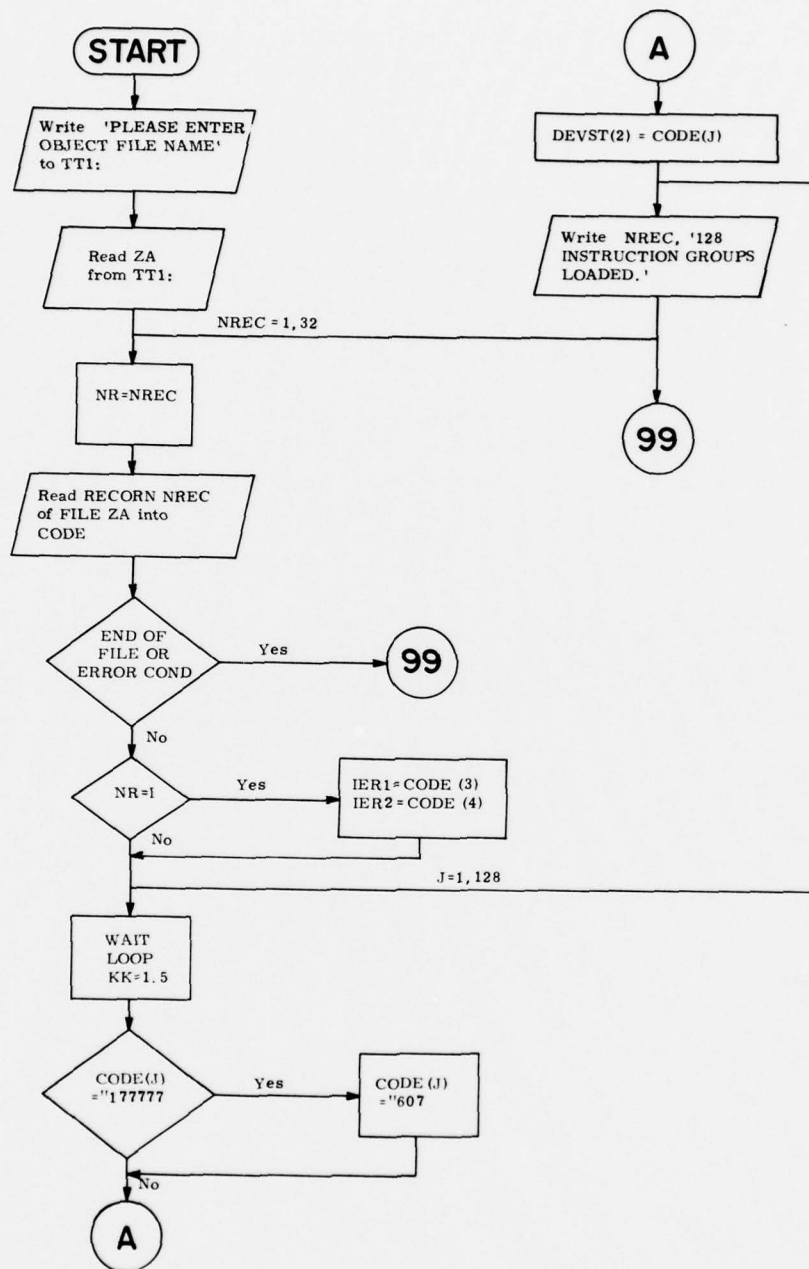 START
Write 'PLEASE ENTER
OBJECT FILE NAME'
to TT1:
Read ZA
from TT1:
NREC = 1, 32
NR=NREC
Read RECORN NREC
of FILE ZA into
CODE
END OF
FILE OR
ERROR COND
Yes
99
No
NR=1
Yes
IER1=CODE (3)
IER2=CODE (4)
No
J=1, 128
WAIT
LOOP
KK=1.5
CODE(J)
="177777
Yes
CODE (J)
="607
No
A
A
DEVST(2) = CODE(J)
Write NREC, '128
INSTRUCTION GROUPS
LOADED.'
99